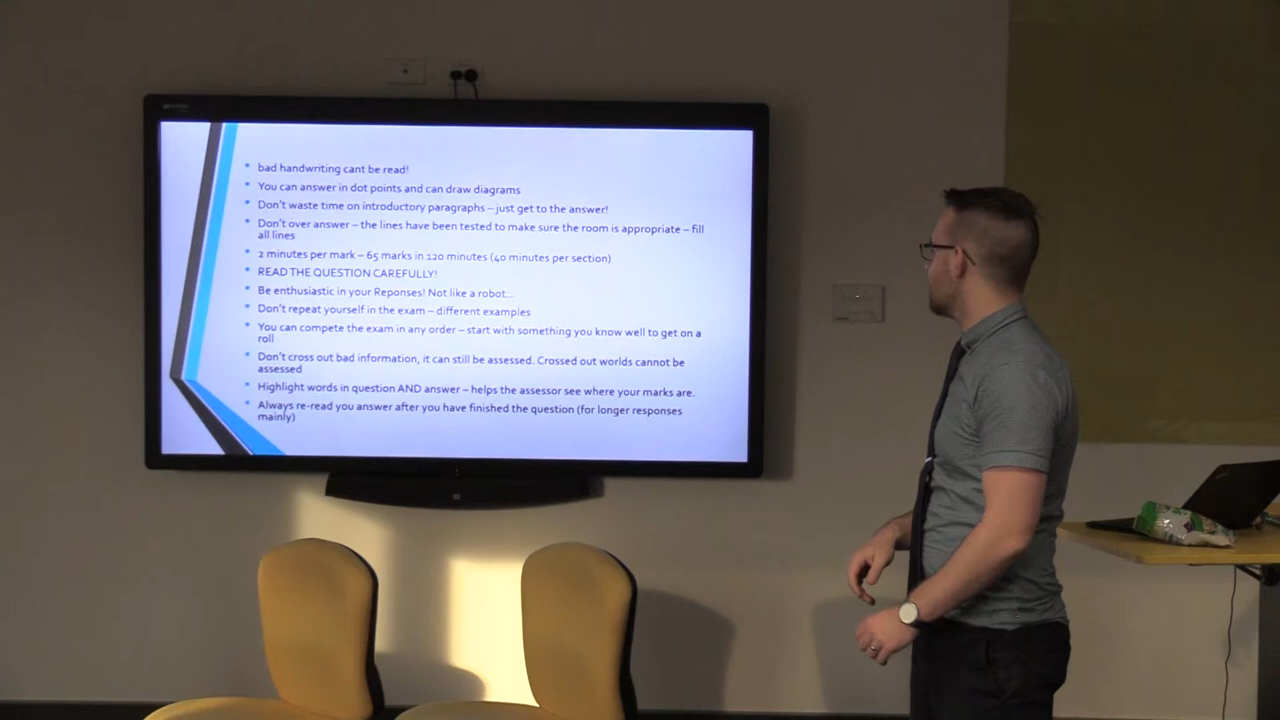 bad handwriting cant be read!
You can answer in dot points and can draw diagrams
Don't waste time on introductory paragraphs – just get to the answer!
Don't over answer – the lines have been tested to make sure the room is appropriate – fill
all lines
2 minutes per mark – 65 marks in 120 minutes (40 minutes per section)
READ THE QUESTION CAREFULLY!
Be enthusiastic in your Reponses! Not like a robot...
Don't repeat yourself in the exam – different examples
You can compete the exam in any order – start with something you know well to get on a
roll
Don't cross out bad information, it can still be assessed. Crossed out worlds cannot be
assessed
Highlight words in question AND answer – helps the assessor see where your marks are.
Always re-read you answer after you have finished the question (for longer responses
mainly)